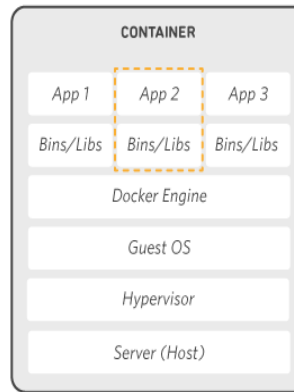 CONTAINER
App 1 App 2 App 3
Bins/Libs Bins/Libs Bins/Libs
Docker Engine
Guest OS
Hypervisor
Server (Host)